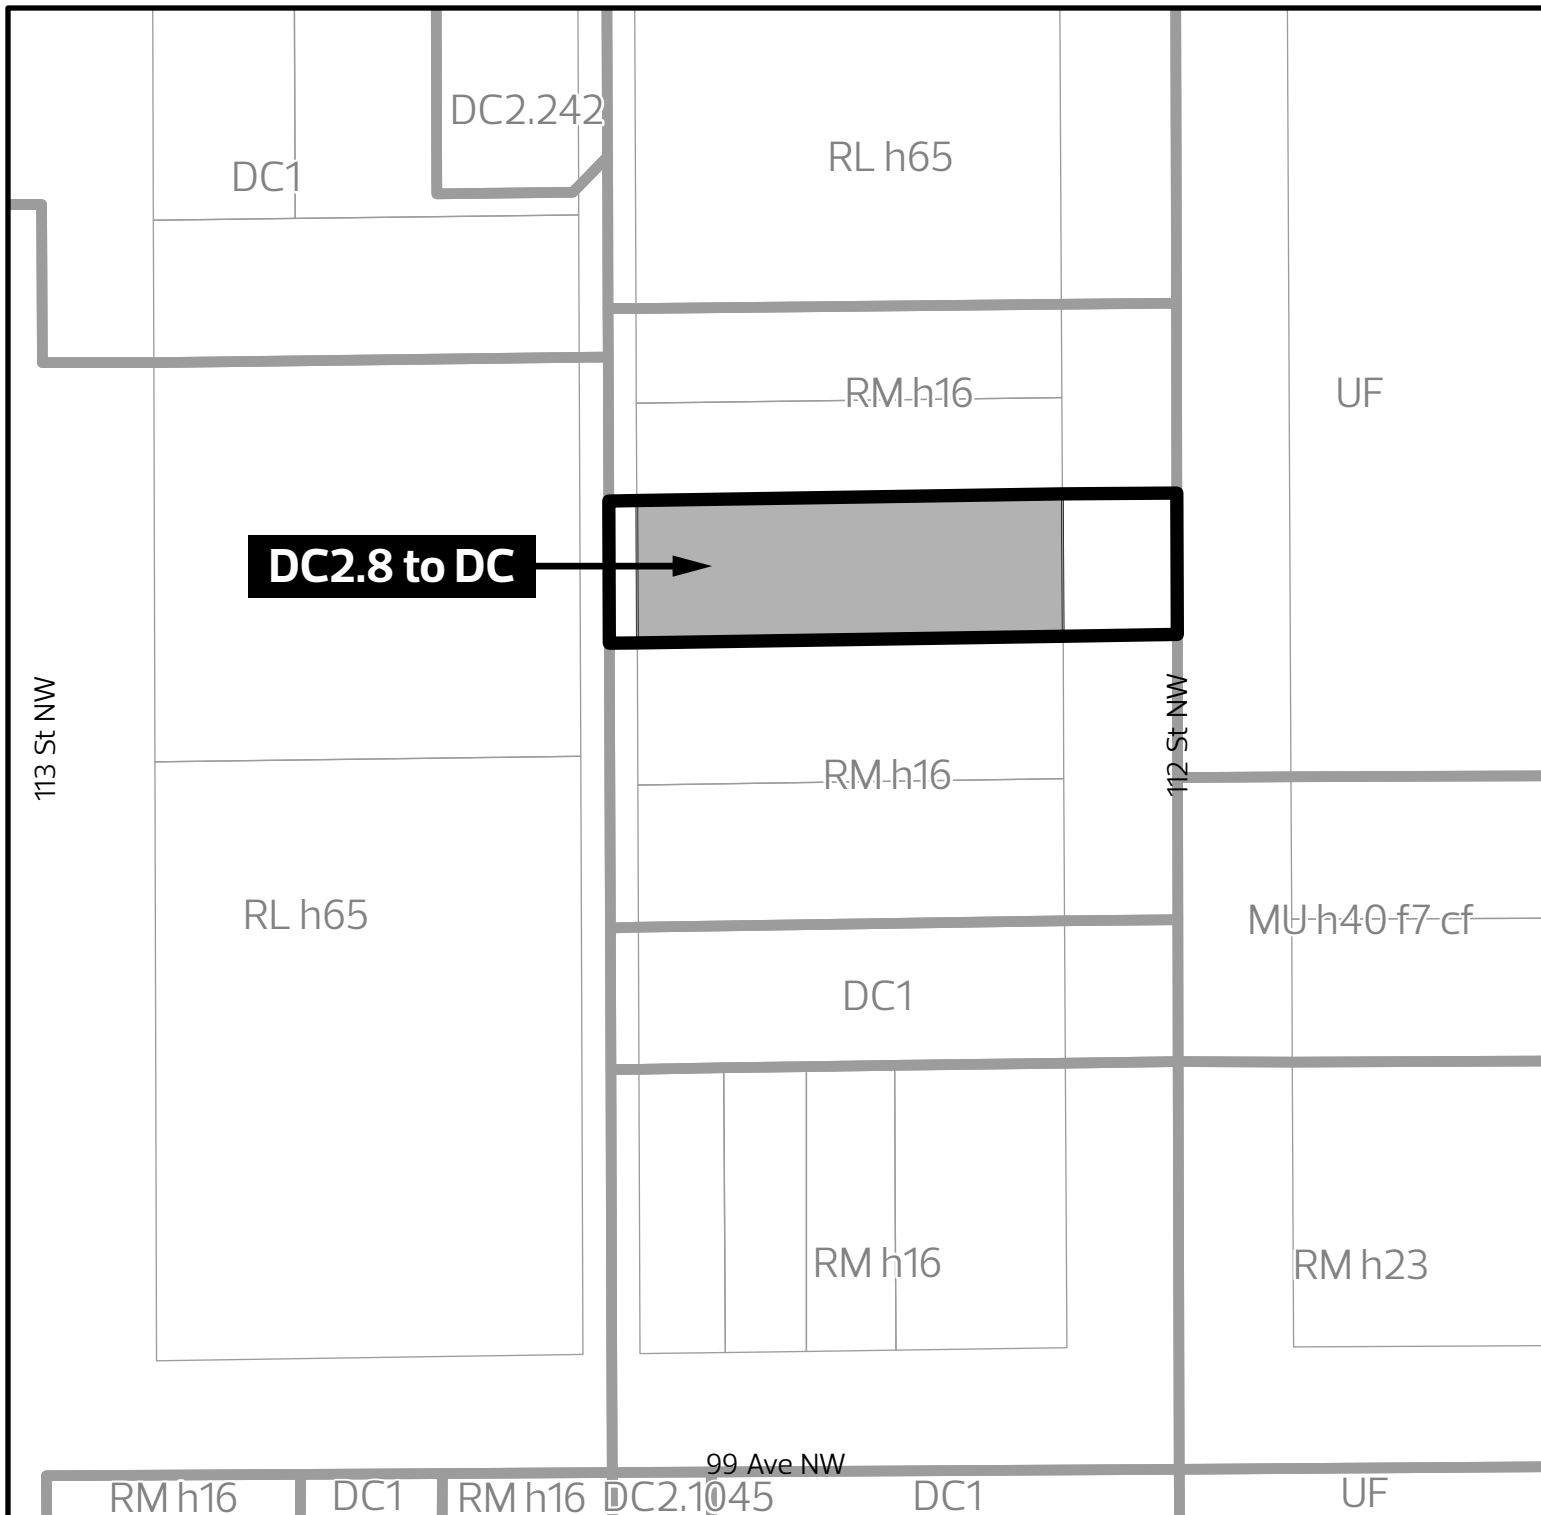 DC2.242
RL h65
DC1
RM h16
UF
DC2.8 to DC
113 St NW
112 St NW
RM h16
RL h65
MU h40 f7 cf
DC1
RM h16
RM h23
99 Ave NW
RM h16
DC1
RM h16
DC2.1045
DC1
UF